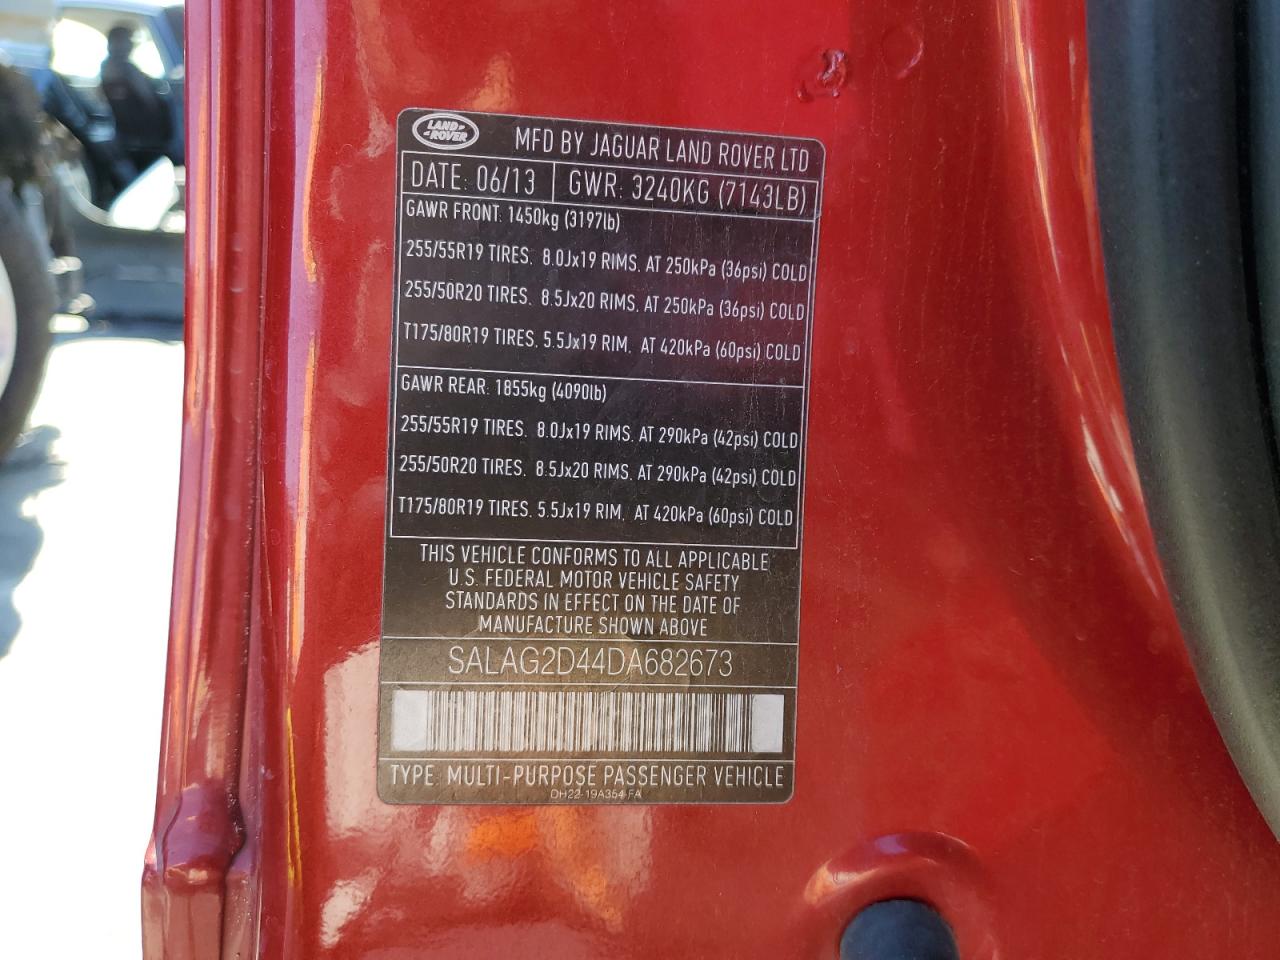 LAND
ROVER
MFD BY JAGUAR LAND ROVER LTD
DATE: 06/13 GWR: 3240KG (7143LB)
GAWR FRONT: 1450kg (3197lb)
255/55R19 TIRES. 8.0Jx19 RIMS. AT 250kPa (36psi) COLD
255/50R20 TIRES. 8.5Jx20 RIMS. AT 250kPa (36psi) COLD
T175/80R19 TIRES. 5.5Jx19 RIM. AT 420kPa (60psi) COLD
GAWR REAR: 1855kg (4090lb)
255/55R19 TIRES. 8.0Jx19 RIMS. AT 290kPa (42psi) COLD
255/50R20 TIRES. 8.5Jx20 RIMS. AT 290kPa (42psi) COLD
T175/80R19 TIRES. 5.5Jx19 RIM. AT 420kPa (60psi) COLD
THIS VEHICLE CONFORMS TO ALL APPLICABLE
U.S. FEDERAL MOTOR VEHICLE SAFETY
STANDARDS IN EFFECT ON THE DATE OF
MANUFACTURE SHOWN ABOVE
SALAG2D44DA682673
TYPE: MULTI-PURPOSE PASSENGER VEHICLE
DH22-19A354-FA